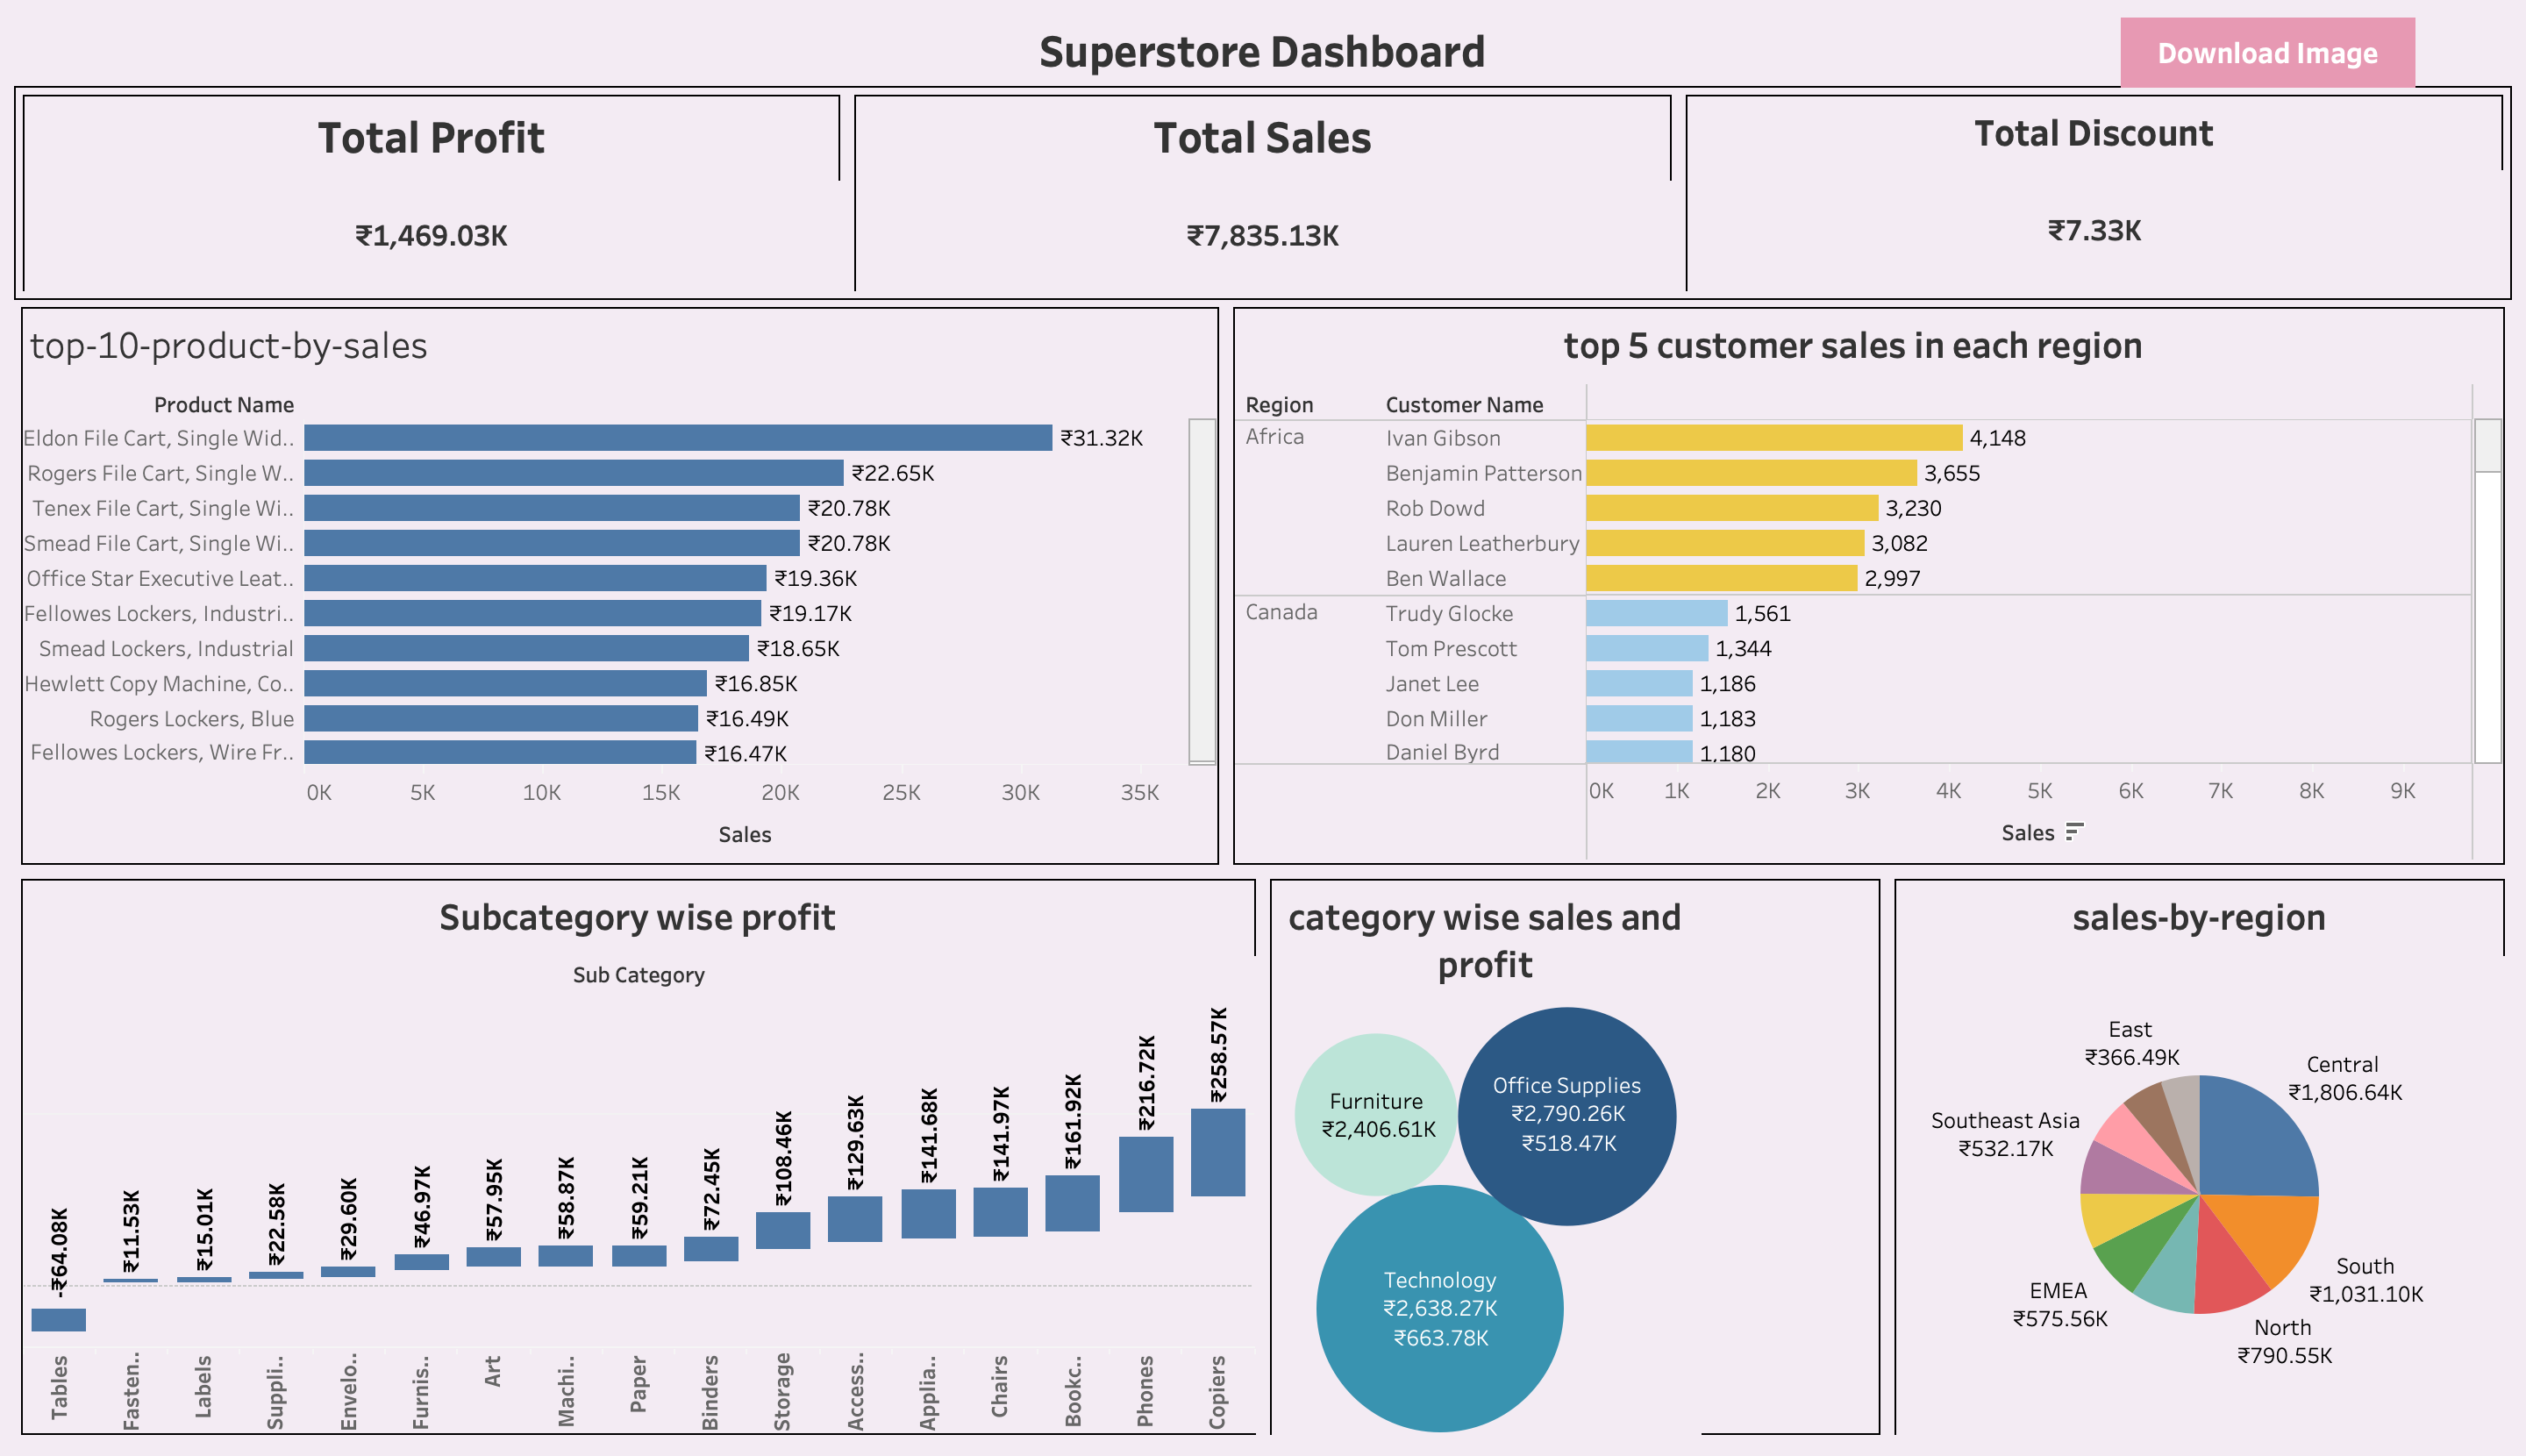 Superstore Dashboard
Download Image
Total Profit
₹1,469.03K
Total Sales
₹7,835.13K
Total Discount
₹7.33K
top-10-product-by-sales
Product Name
Eldon File Cart, Single Wid.. ₹31.32K
Rogers File Cart, Single W.. ₹22.65K
Tenex File Cart, Single Wi.. ₹20.78K
Smead File Cart, Single Wi.. ₹20.78K
Office Star Executive Leat.. ₹19.36K
Fellowes Lockers, Industri.. ₹19.17K
Smead Lockers, Industrial ₹18.65K
Hewlett Copy Machine, Co.. ₹16.85K
Rogers Lockers, Blue ₹16.49K
Fellowes Lockers, Wire Fr.. ₹16.47K
0K 5K 10K 15K 20K 25K 30K 35K
Sales
top 5 customer sales in each region
Region Customer Name
Africa Ivan Gibson 4,148
Benjamin Patterson 3,655
Rob Dowd 3,230
Lauren Leatherbury 3,082
Ben Wallace 2,997
Canada Trudy Glocke 1,561
Tom Prescott 1,344
Janet Lee 1,186
Don Miller 1,183
Daniel Byrd 1,180
0K 1K 2K 3K 4K 5K 6K 7K 8K 9K
Sales
Subcategory wise profit
Sub Category
-₹64.08K
₹11.53K
₹15.01K
₹22.58K
₹29.60K
₹46.97K
₹57.95K
₹58.87K
₹59.21K
₹72.45K
₹108.46K
₹129.63K
₹141.68K
₹141.97K
₹161.92K
₹216.72K
₹258.57K
Tables
Fasten..
Labels
Suppli..
Envelo..
Furnis..
Art
Machi..
Paper
Binders
Storage
Access..
Applia..
Chairs
Bookc..
Phones
Copiers
category wise sales and
profit
Furniture
₹2,406.61K
Office Supplies
₹2,790.26K
₹518.47K
Technology
₹2,638.27K
₹663.78K
sales-by-region
East
₹366.49K
Central
₹1,806.64K
Southeast Asia
₹532.17K
South
₹1,031.10K
EMEA
₹575.56K
North
₹790.55K